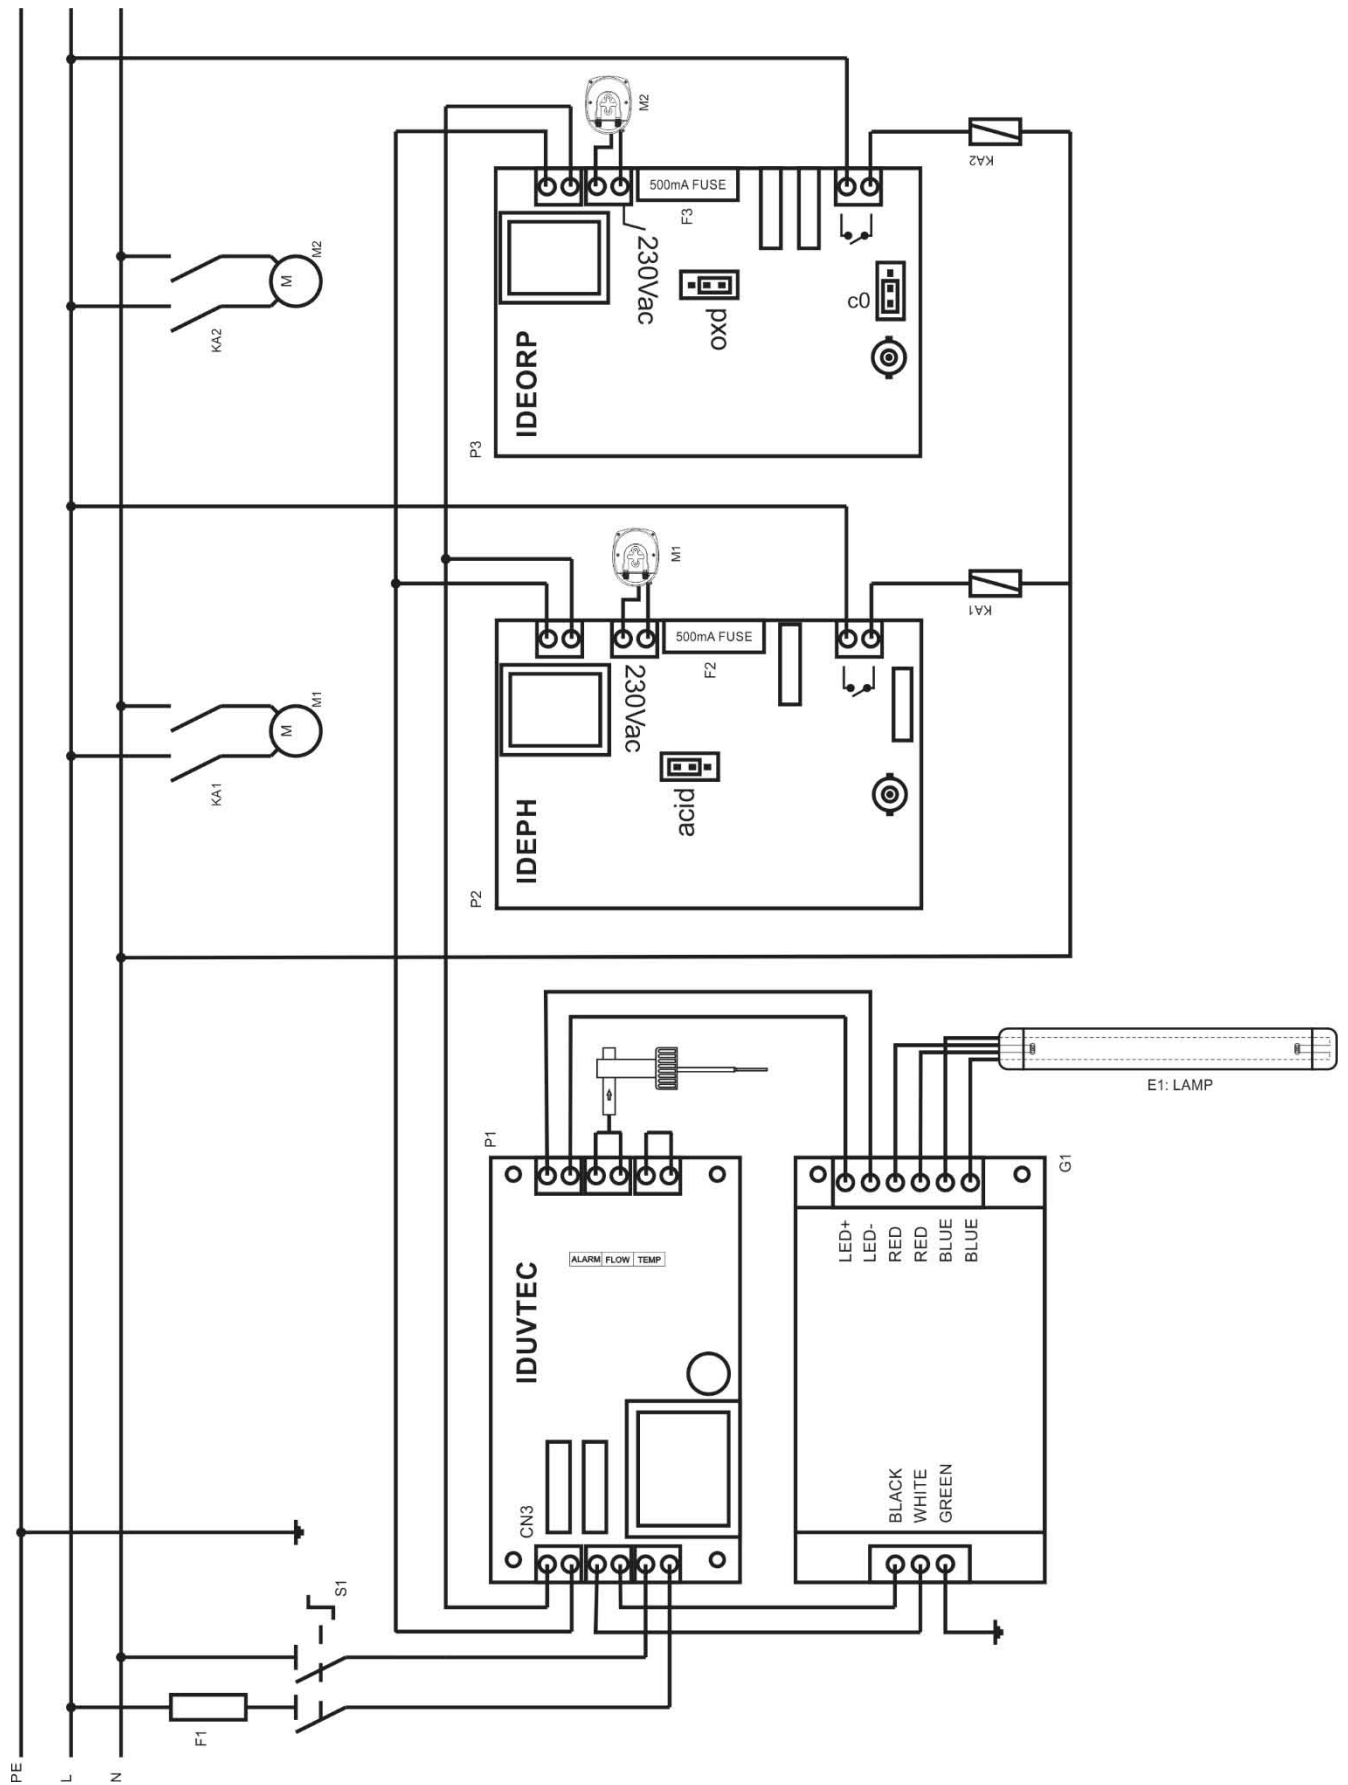 M2
KA2
500mA FUSE
F3
M2
230Vac
oxd
c0
KA2
IDEORP
P3
M1
KA1
M
M
500mA FUSE
F2
M1
230Vac
acid
KA1
IDEPH
P2
E1: LAMP
P1
G1
ALARM FLOW TEMP
IDUVTEC
LED+
LED-
RED
RED
BLUE
BLUE
CN3
BLACK
WHITE
GREEN
S1
F1
PE
L
N